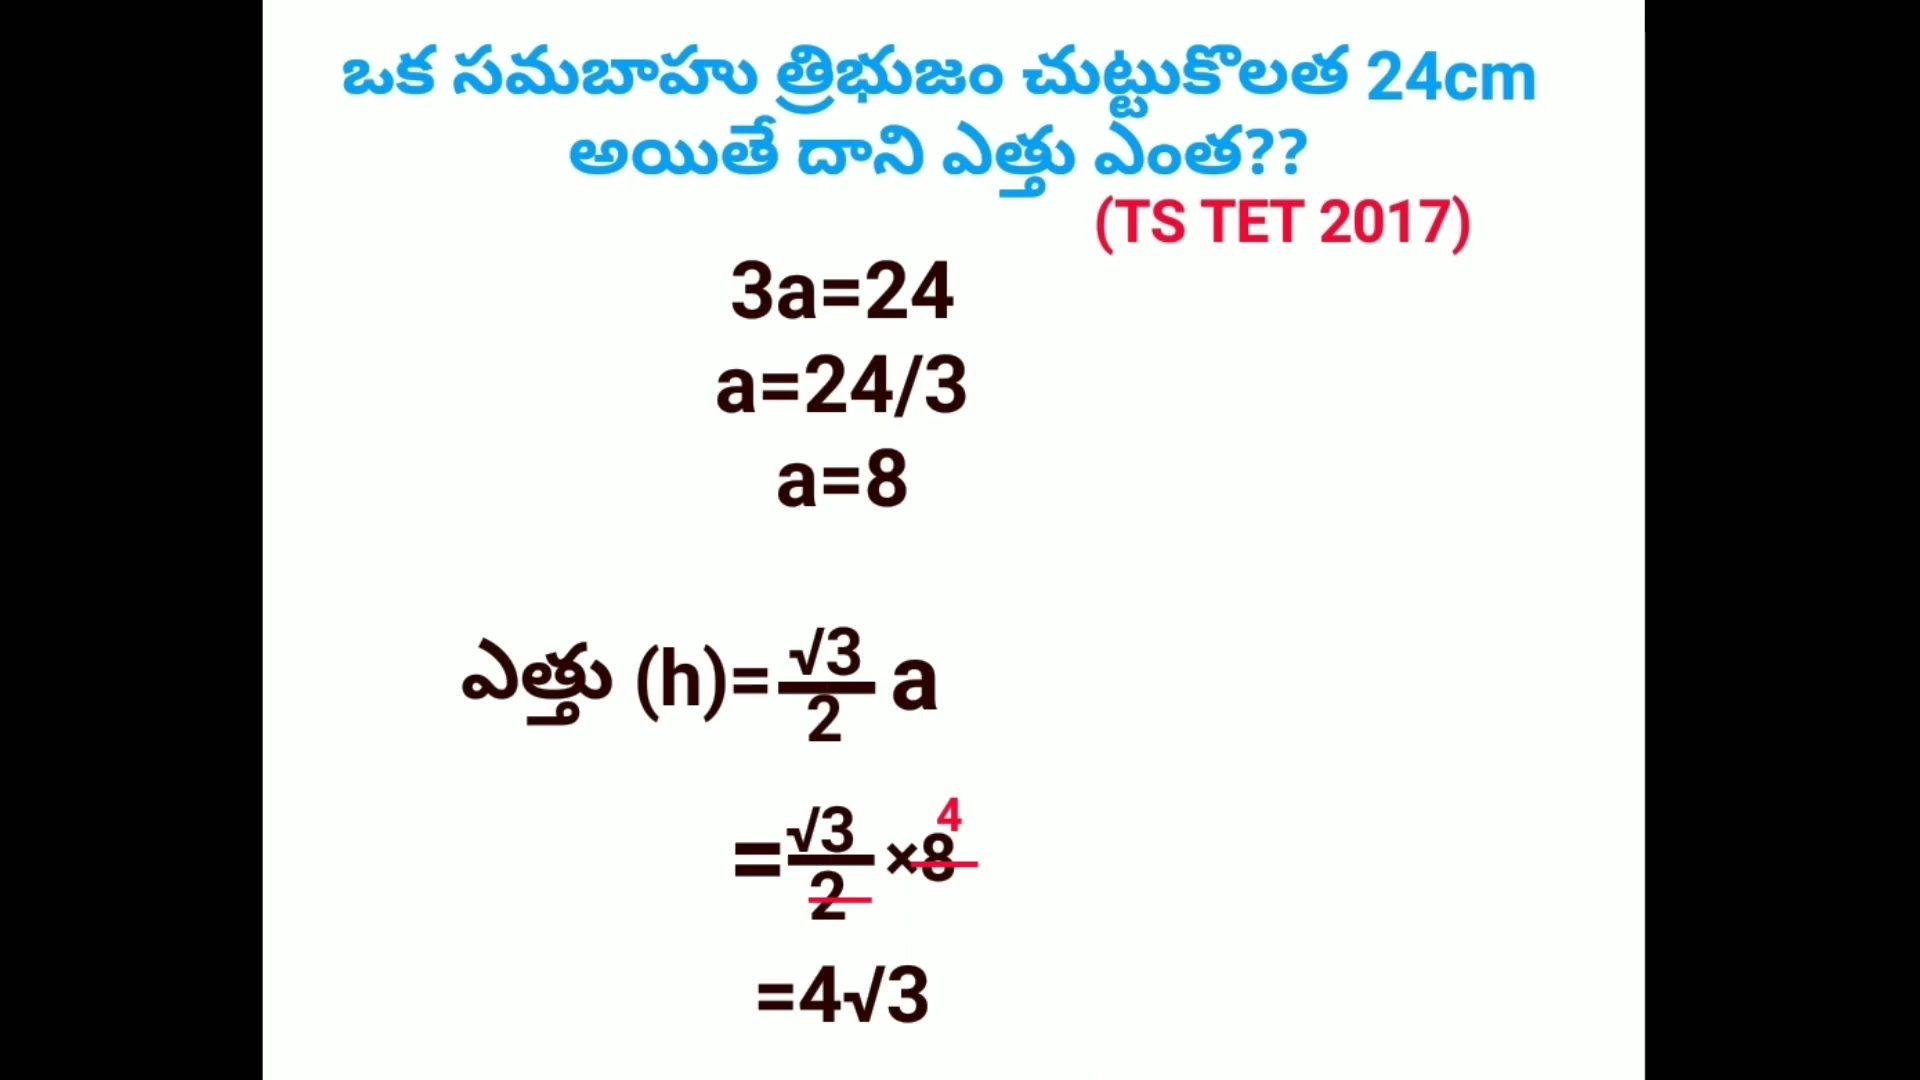 ఒక సమబాహు త్రిభుజం చుట్టుకొలత 24cm
అయితే దాని ఎత్తు ఎంత??
(TS TET 2017)
3a=24
a=24/3
a=8
ఎత్తు (h)=√3/2 a
=√3/2 ×8 4
=4√3